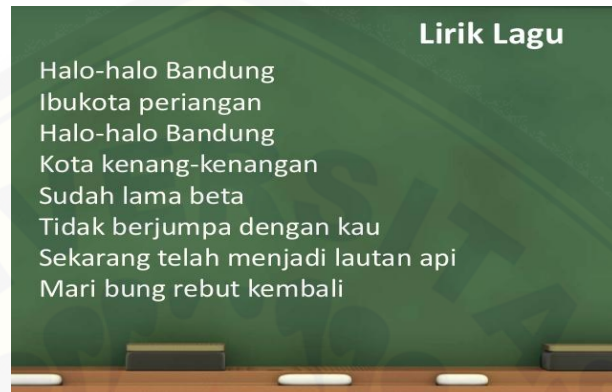 Lirik Lagu
Halo-halo Bandung
Ibukota periangan
Halo-halo Bandung
Kota kenang-kenangan
Sudah lama beta
Tidak berjumpa dengan kau
Sekarang telah menjadi lautan api
Mari bung rebut kembali